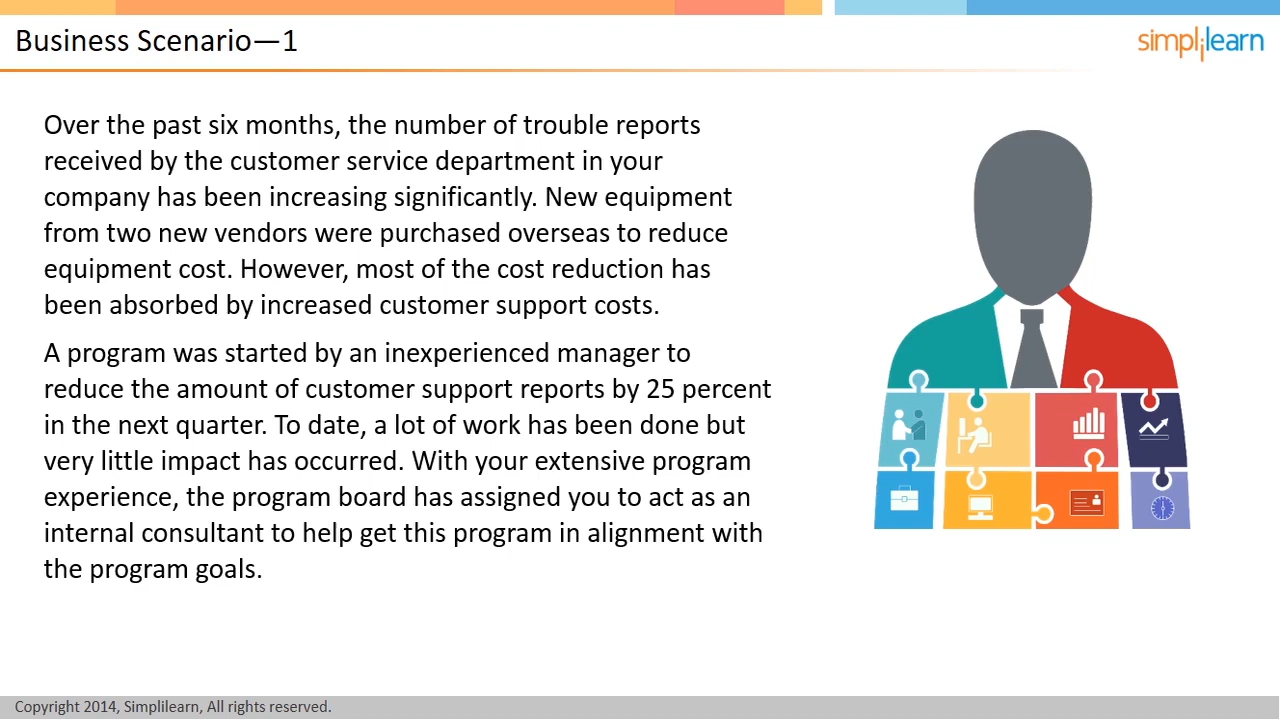 Business Scenario—1
simplilearn
Over the past six months, the number of trouble reports
received by the customer service department in your
company has been increasing significantly. New equipment
from two new vendors were purchased overseas to reduce
equipment cost. However, most of the cost reduction has
been absorbed by increased customer support costs.
A program was started by an inexperienced manager to
reduce the amount of customer support reports by 25 percent
in the next quarter. To date, a lot of work has been done but
very little impact has occurred. With your extensive program
experience, the program board has assigned you to act as an
internal consultant to help get this program in alignment with
the program goals.
Copyright 2014, Simplilearn, All rights reserved.